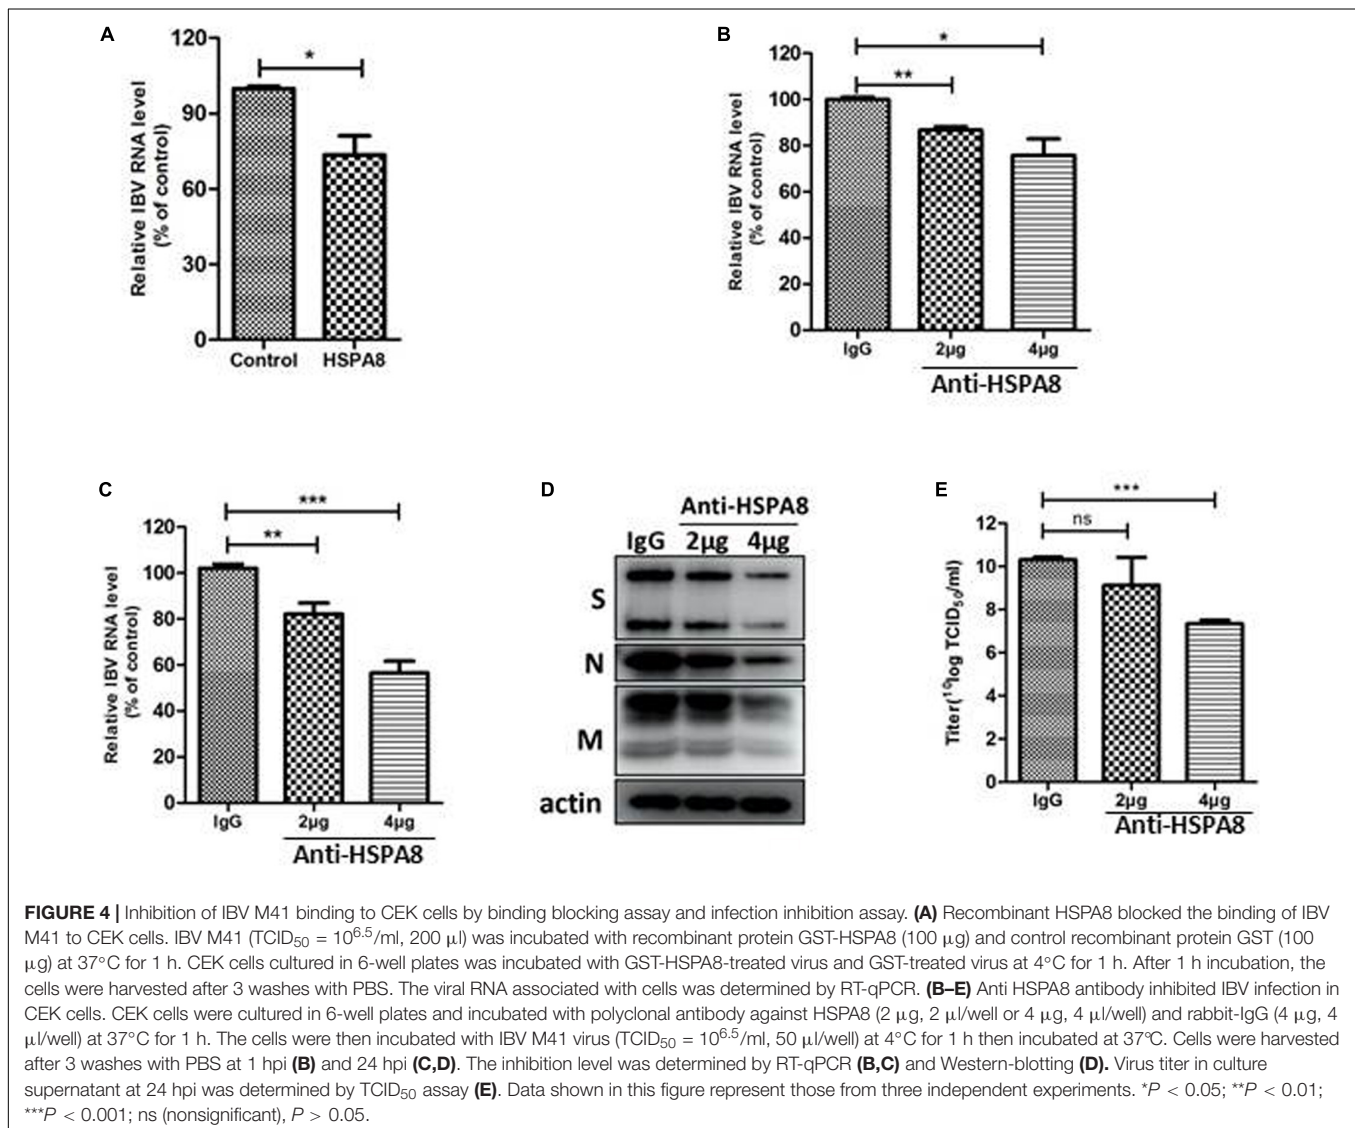 A
120
90
60
30
0
Relative IBV RNA level
(% of control)
*
Control HSPA8
B
120
100
80
60
40
20
0
Relative IBV RNA level
(% of control)
*
**
IgG 2μg 4μg
Anti-HSPA8
C
120
100
80
60
40
20
0
Relative IBV RNA level
(% of control)
***
**
IgG 2μg 4μg
Anti-HSPA8
D
Anti-HSPA8
IgG 2μg 4μg
S
N
M
actin
E
12
10
8
6
4
2
0
Titer(¹⁰log TCID₅₀/ml)
***
ns
IgG 2μg 4μg
Anti-HSPA8
FIGURE 4 | Inhibition of IBV M41 binding to CEK cells by binding blocking assay and infection inhibition assay. (A) Recombinant HSPA8 blocked the binding of IBV
M41 to CEK cells. IBV M41 (TCID₅₀ = 10⁶·⁵/ml, 200 μl) was incubated with recombinant protein GST-HSPA8 (100 μg) and control recombinant protein GST (100
μg) at 37°C for 1 h. CEK cells cultured in 6-well plates was incubated with GST-HSPA8-treated virus and GST-treated virus at 4°C for 1 h. After 1 h incubation, the
cells were harvested after 3 washes with PBS. The viral RNA associated with cells was determined by RT-qPCR. (B–E) Anti HSPA8 antibody inhibited IBV infection in
CEK cells. CEK cells were cultured in 6-well plates and incubated with polyclonal antibody against HSPA8 (2 μg, 2 μl/well or 4 μg, 4 μl/well) and rabbit-IgG (4 μg, 4
μl/well) at 37°C for 1 h. The cells were then incubated with IBV M41 virus (TCID₅₀ = 10⁶·⁵/ml, 50 μl/well) at 4°C for 1 h then incubated at 37°C. Cells were harvested
after 3 washes with PBS at 1 hpi (B) and 24 hpi (C,D). The inhibition level was determined by RT-qPCR (B,C) and Western-blotting (D). Virus titer in culture
supernatant at 24 hpi was determined by TCID₅₀ assay (E). Data shown in this figure represent those from three independent experiments. *P < 0.05; **P < 0.01;
***P < 0.001; ns (nonsignificant), P > 0.05.